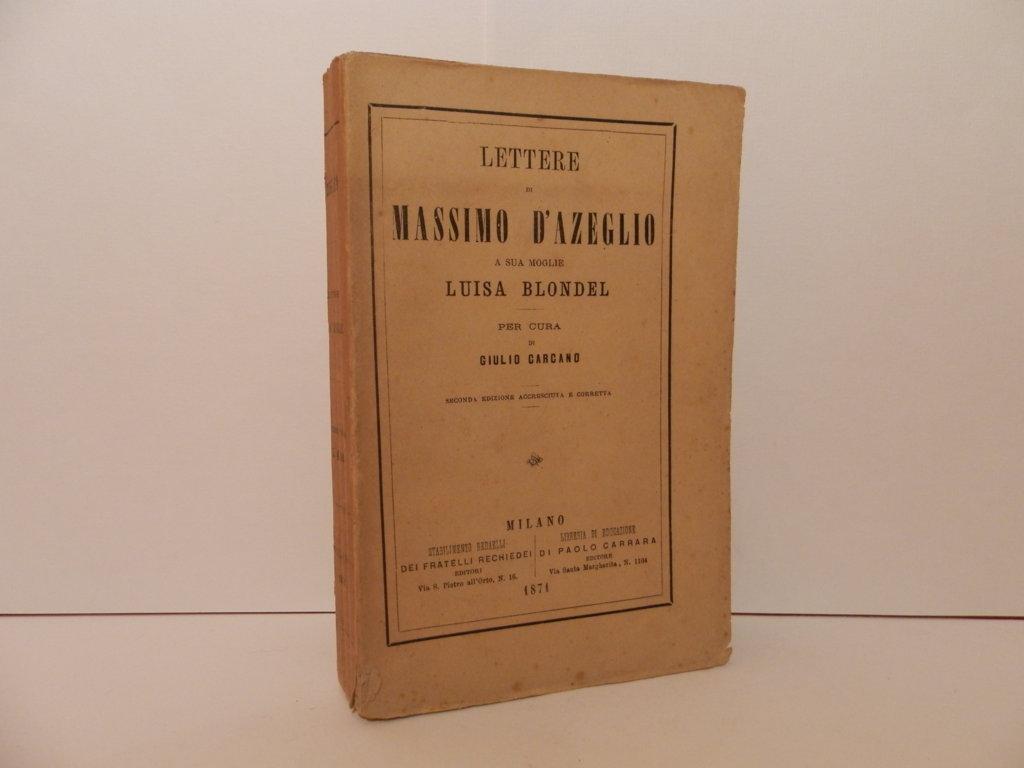 LETTERE
DI
MASSIMO D'AZEGLIO
A SUA MOGLIE
LUISA BLONDEL
PER CURA
DI
GIULIO CARCANO
SECONDA EDIZIONE ACCRESCIUTA E CORRETTA
MILANO
STABILIMENTO REDAELLI
DEI FRATELLI RECHIEDEI
EDITORI
Via S. Pietro all'Orto, N. 16.
LIBRERIA DI EDUCAZIONE
DI PAOLO CARRARA
EDITORE
Via Santa Margherita, N. 1104
1871